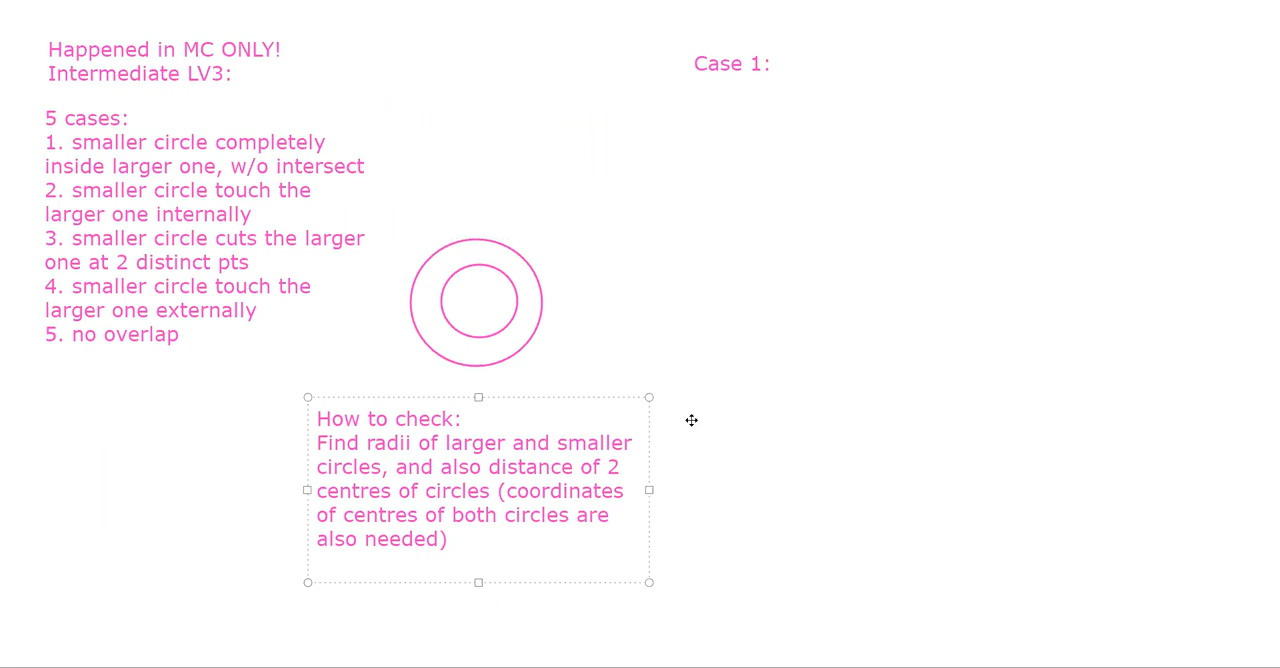 Happened in MC ONLY!
Intermediate LV3:
5 cases:
1. smaller circle completely
inside larger one, w/o intersect
2. smaller circle touch the
larger one internally
3. smaller circle cuts the larger
one at 2 distinct pts
4. smaller circle touch the
larger one externally
5. no overlap
How to check:
Find radii of larger and smaller
circles, and also distance of 2
centres of circles (coordinates
of centres of both circles are
also needed)
Case 1: